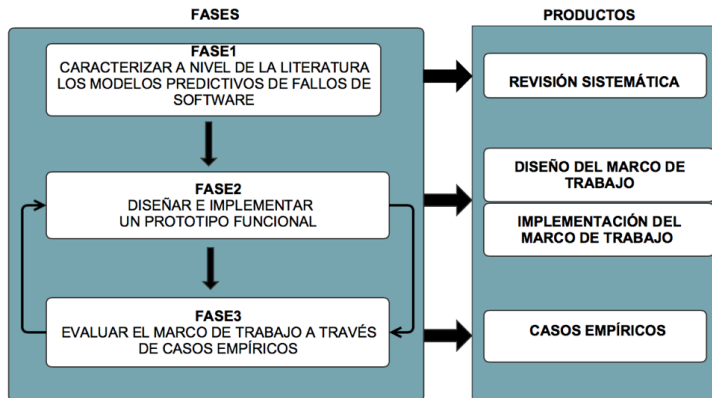 FASES
PRODUCTOS
FASE1
CARACTERIZAR A NIVEL DE LA LITERATURA
LOS MODELOS PREDICTIVOS DE FALLOS DE
SOFTWARE
REVISIÓN SISTEMÁTICA
FASE2
DISEÑAR E IMPLEMENTAR
UN PROTOTIPO FUNCIONAL
DISEÑO DEL MARCO DE
TRABAJO
IMPLEMENTACIÓN DEL
MARCO DE TRABAJO
FASE3
EVALUAR EL MARCO DE TRABAJO A TRAVÉS
DE CASOS EMPÍRICOS
CASOS EMPÍRICOS